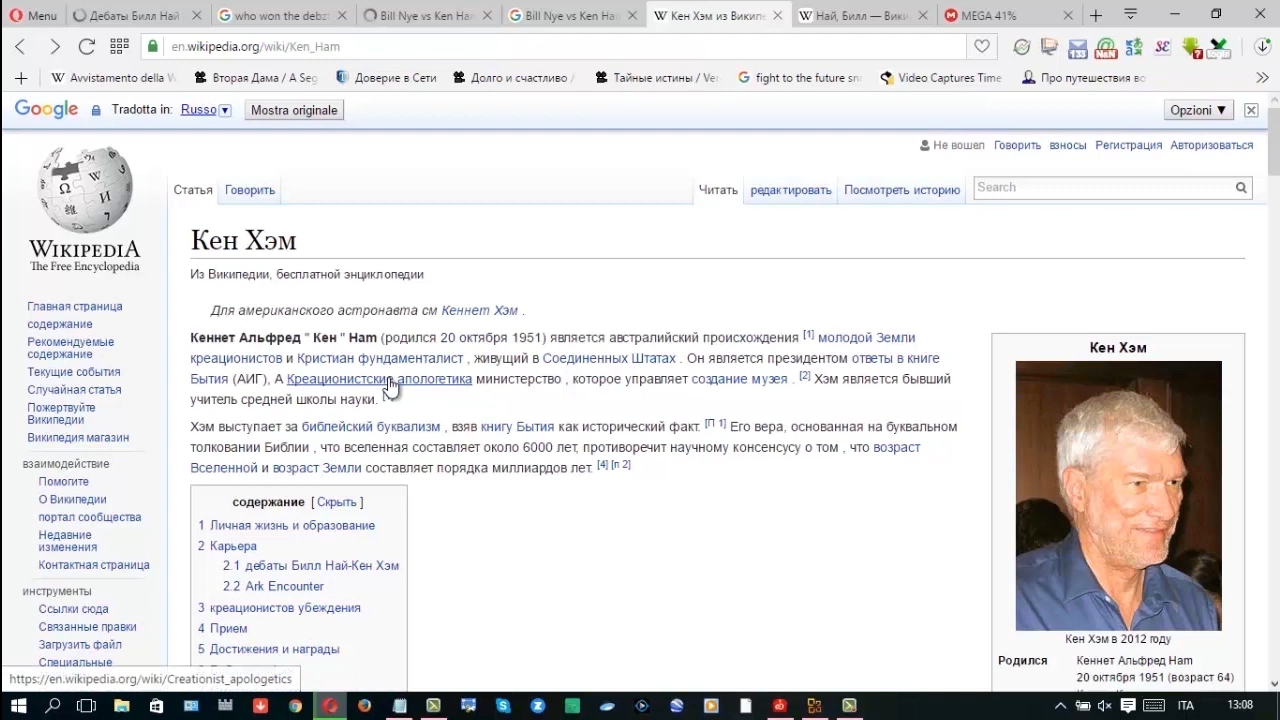 Menu
Дебаты Билл Най
who won the debzt
Bill Nye vs Ken Ha
Bill Nye vs Ken Ha
Кен Хэм из Википе
Най, Билл — Вики
MEGA 41%
en.wikipedia.org/wiki/Ken_Ham
Avvistamento della
Вторая Дама / A Seg
Доверие в Сети
Долго и счастливо /
Тайные истины / Ver
fight to the future sn
Video Captures Time
Про путешествия во
Google Tradotta in: Russo Mostra originale Opzioni
Не вошел Говорить взносы Регистрация Авторизоваться
Статья Говорить Читать редактировать Посмотреть историю Search
WIKIPEDIA
The Free Encyclopedia
Главная страница
содержание
Рекомендуемые
содержание
Текущие события
Случайная статья
Пожертвуйте
Википедии
Википедия магазин
взаимодействие
Помогите
О Википедии
портал сообщества
Недавние
изменения
Контактная страница
инструменты
Ссылки сюда
Связанные правки
Загрузить файл
Специальные
Кен Хэм
Из Википедии, бесплатной энциклопедии
Для американского астронавта см Кеннет Хэм .
Кеннет Альфред " Кен " Ham (родился 20 октября 1951) является австралийский происхождения [1] молодой Земли
креационистов и Кристиан фундаменталист , живущий в Соединенных Штатах . Он является президентом ответы в книге
Бытия (АИГ), А Креационистские апологетика министерство , которое управляет создание музея . [2] Хэм является бывший
учитель средней школы науки.
Хэм выступает за библейский буквализм , взяв книгу Бытия как исторический факт. [П 1] Его вера, основанная на буквальном
толковании Библии , что вселенная составляет около 6000 лет, противоречит научному консенсусу о том , что возраст
Вселенной и возраст Земли составляет порядка миллиардов лет. [4] [п 2]
содержание [ Скрыть ]
1 Личная жизнь и образование
2 Карьера
2.1 дебаты Билл Най-Кен Хэм
2.2 Ark Encounter
3 креационистов убеждения
4 Прием
5 Достижения и награды
Кен Хэм
Кен Хэм в 2012 году
Родился Кеннет Альфред Ham
20 октября 1951 (возраст 64)
https://en.wikipedia.org/wiki/Creationist_apologetics
ITA 13:08